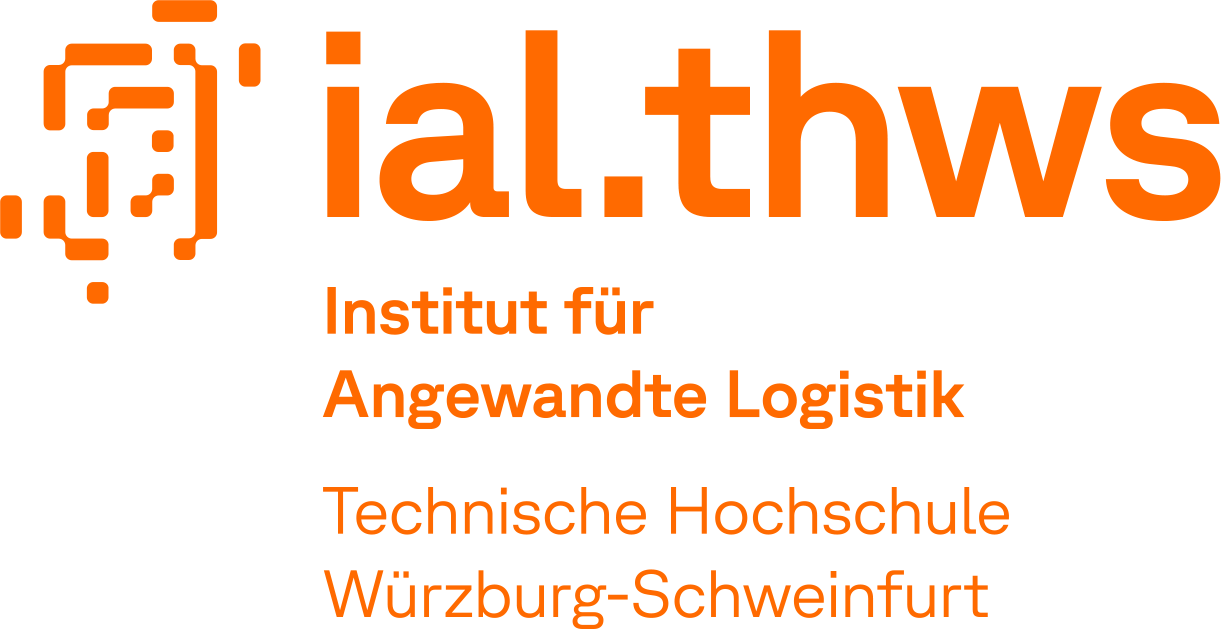 ial.thws
Institut für
Angewandte Logistik
Technische Hochschule
Würzburg-Schweinfurt